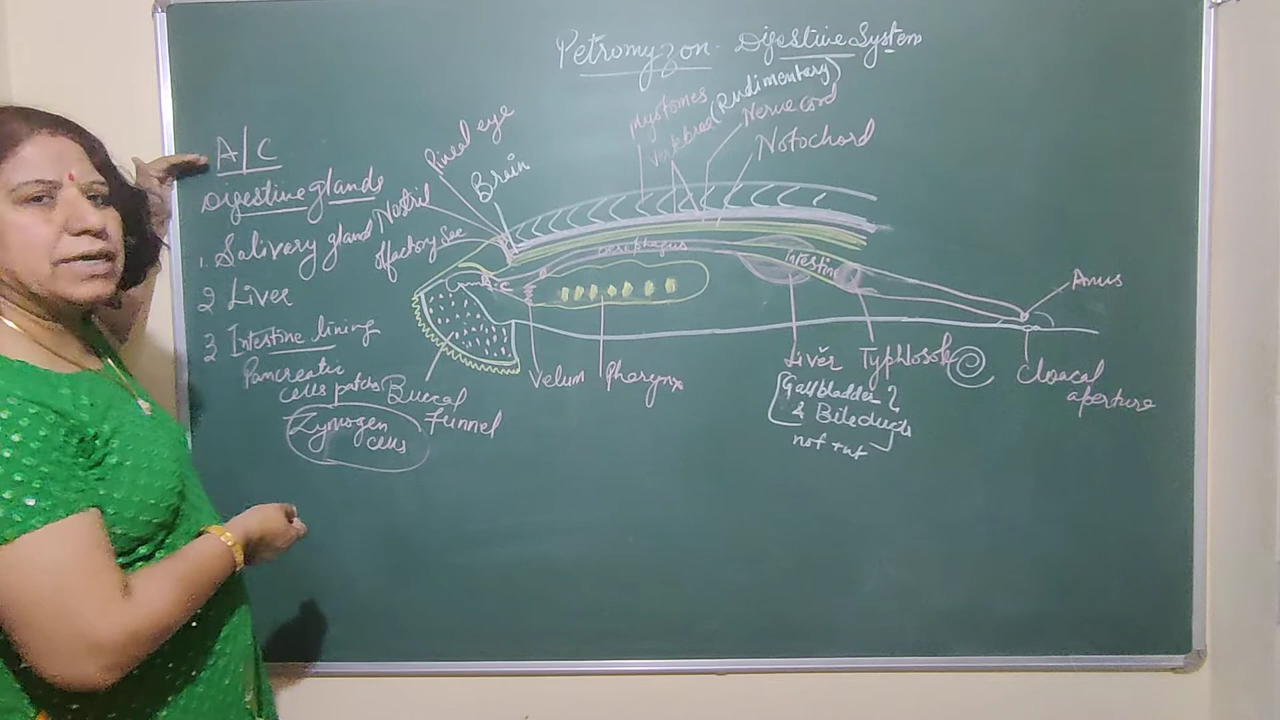 Petromyzon. Digestive System
A/C
Digestive glands
1. Salivary gland
2 Liver
3 Intestine lining
Pancreatic
cells patches
Zymogen
cells
Pineal eye
Brain
Nostril
olfactory Sac
Myotomes
Vertebrae (Rudimentary)
Nerve cord
Notochord
oesophagus
Intestine
Anus
Buccal
Funnel
Velum
Pharynx
Liver
Gallbladder
& Bileducts
not +nt
Typhlosole
Cloacal
aperture